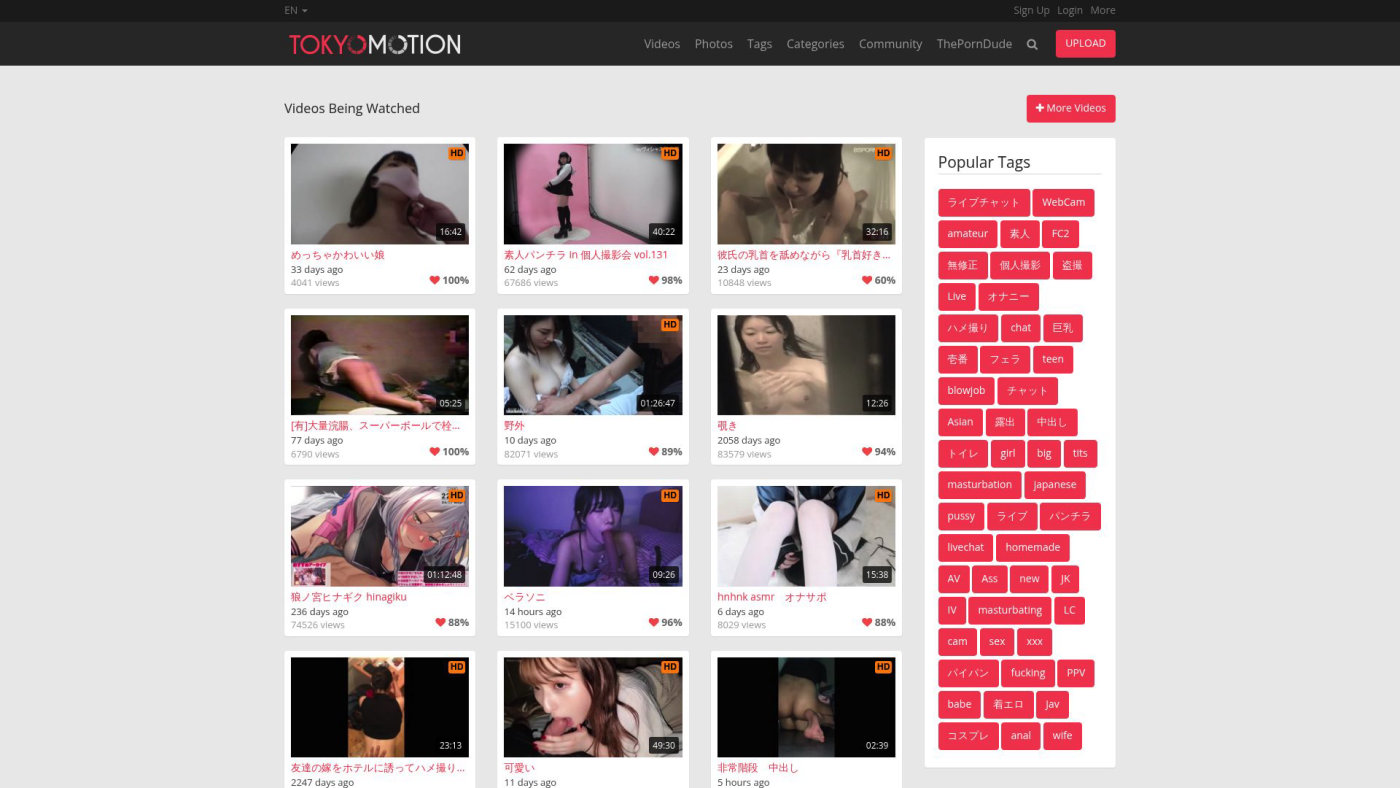 EN
Sign Up Login More
TOKYOMOTION
Videos Photos Tags Categories Community ThePornDude UPLOAD
Videos Being Watched
More Videos
HD
16:42
めっちゃかわいい娘
33 days ago
4041 views
100%
HD
40:22
素人パンチラ in 個人撮影会 vol.131
62 days ago
67686 views
98%
HD
32:16
彼氏の乳首を舐めながら『乳首好き...
23 days ago
10848 views
60%
05:25
[有]大量浣腸、スーパーボールで栓...
77 days ago
6790 views
100%
HD
01:26:47
野外
10 days ago
82071 views
89%
12:26
覗き
2058 days ago
83579 views
94%
HD
01:12:48
狼ノ宮ヒナギク hinagiku
236 days ago
74526 views
88%
HD
09:26
ベラソニ
14 hours ago
15100 views
96%
HD
15:38
hnhnk asmr　オナサポ
6 days ago
8029 views
88%
HD
23:13
友達の嫁をホテルに誘ってハメ撮り...
2247 days ago
HD
49:30
可愛い
11 days ago
HD
02:39
非常階段　中出し
5 hours ago
Popular Tags
ライブチャット WebCam
amateur 素人 FC2
無修正 個人撮影 盗撮
Live オナニー
ハメ撮り chat 巨乳
壱番 フェラ teen
blowjob チャット
Asian 露出 中出し
トイレ girl big tits
masturbation Japanese
pussy ライブ パンチラ
livechat homemade
AV Ass new JK
IV masturbating LC
cam sex xxx
パイパン fucking PPV
babe 着エロ Jav
コスプレ anal wife